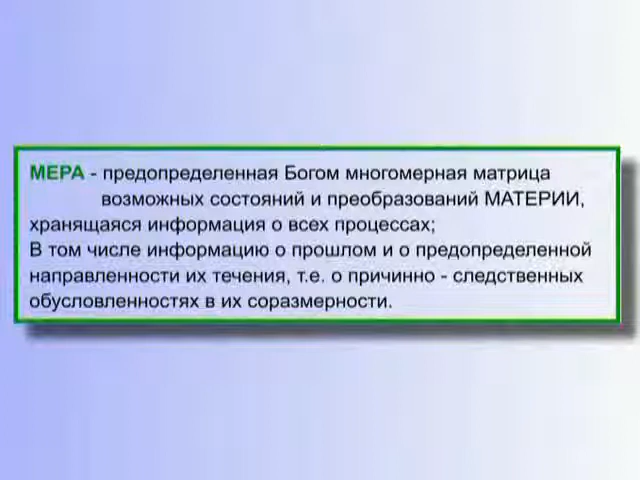 МЕРА - предопределенная Богом многомерная матрица
возможных состояний и преобразований МАТЕРИИ,
хранящаяся информация о всех процессах;
В том числе информацию о прошлом и о предопределенной
направленности их течения, т.е. о причинно - следственных
обусловленностях в их соразмерности.